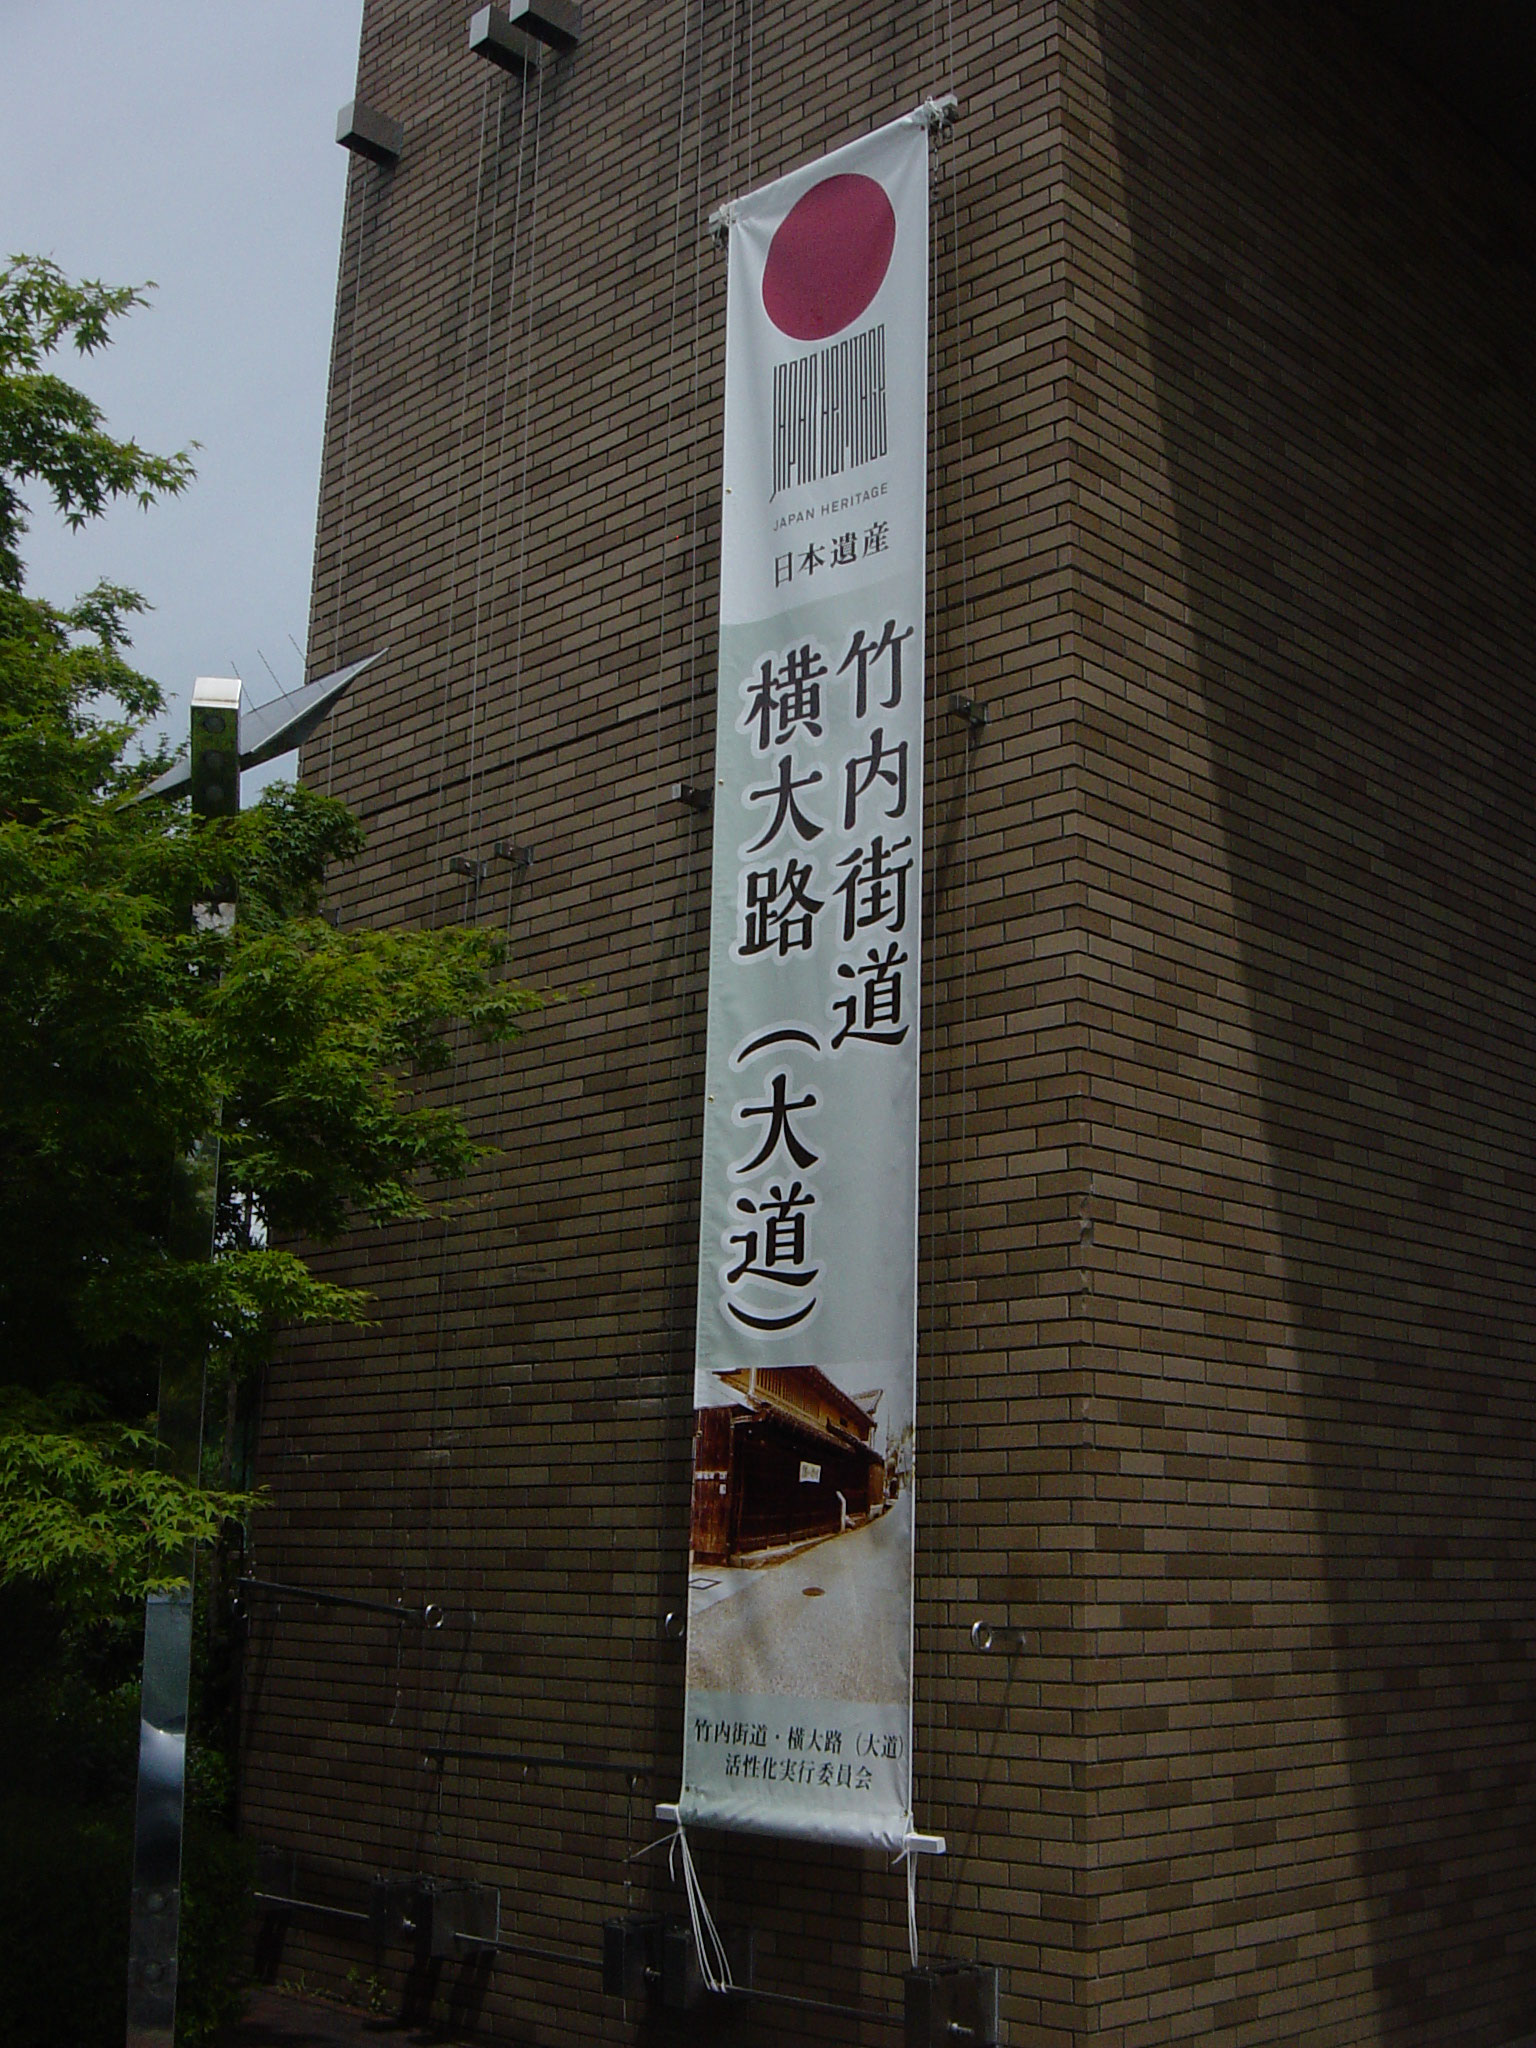 JAPAN HERITAGE
JAPAN HERITAGE
日本遺産
竹内街道
横大路（大道）
竹内街道・横大路（大道）
活性化実行委員会